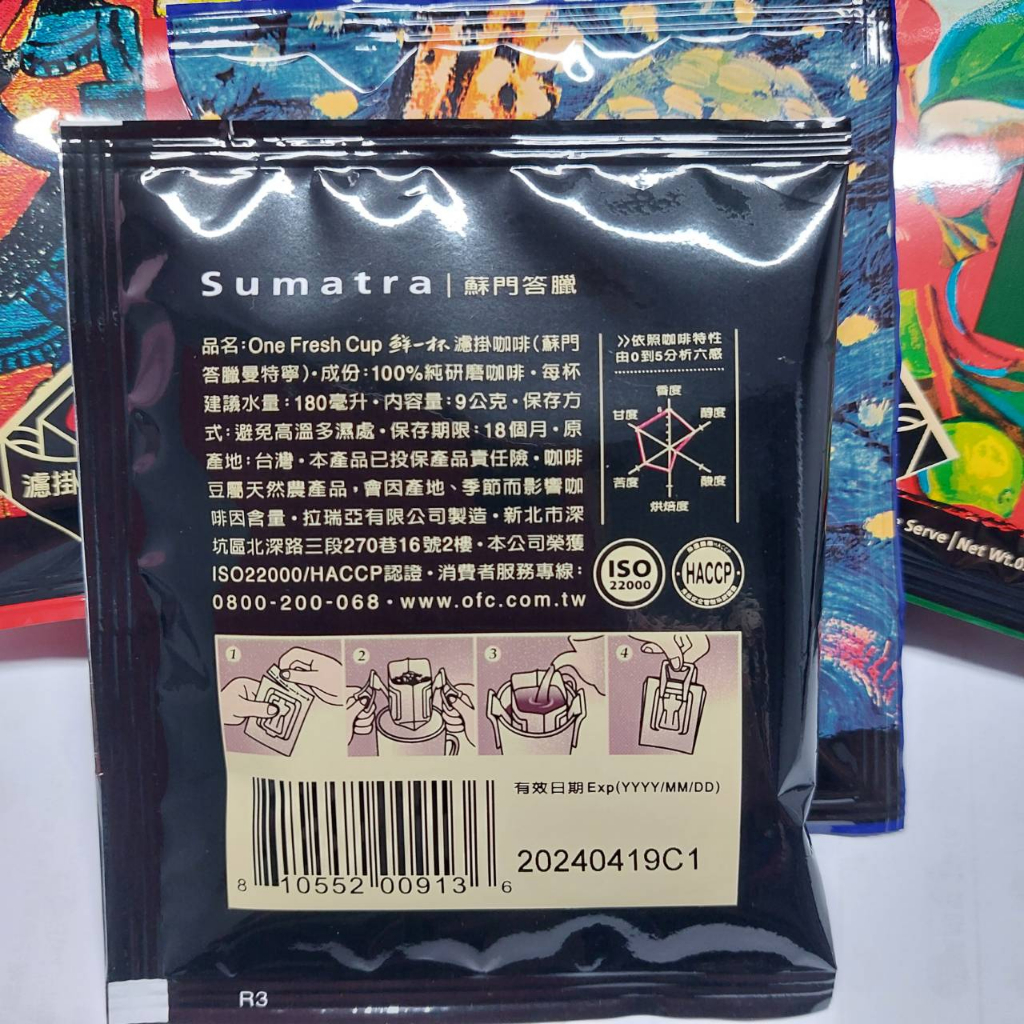 Sumatra | 蘇門答臘
品名:One Fresh Cup 鮮一杯 濾掛咖啡(蘇門
答臘曼特寧)•成份:100%純研磨咖啡•每杯
建議水量:180毫升•內容量:9公克•保存方
式:避免高溫多濕處•保存期限:18個月•原
產地:台灣•本產品已投保產品責任險•咖啡
豆屬天然農產品,會因產地、季節而影響咖
啡因含量•拉瑞亞有限公司製造•新北市深
坑區北深路三段270巷16號2樓•本公司榮獲
ISO22000/HACCP認證•消費者服務專線:
0800-200-068•www.ofc.com.tw
>>依照咖啡特性
由0到5分析六感
香度
甘度
醇度
苦度
酸度
烘焙度
ISO
22000
HACCP
1
2
3
4
有效日期Exp(YYYY/MM/DD)
20240419C1
8 10552 00913 6
R3
濾掛
• Serve | Net Wt.0